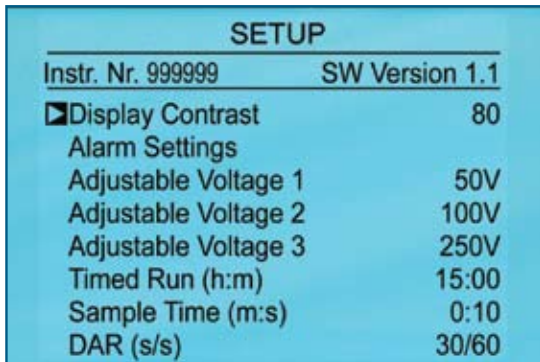 SETUP
Instr. Nr. 999999 SW Version 1.1
Display Contrast 80
Alarm Settings
Adjustable Voltage 1 50V
Adjustable Voltage 2 100V
Adjustable Voltage 3 250V
Timed Run (h:m) 15:00
Sample Time (m:s) 0:10
DAR (s/s) 30/60